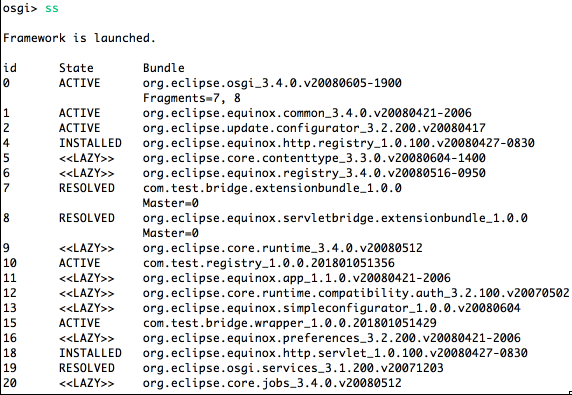 osgi> ss
Framework is launched.
id State Bundle
0 ACTIVE org.eclipse.osgi_3.4.0.v20080605-1900
Fragments=7, 8
1 ACTIVE org.eclipse.equinox.common_3.4.0.v20080421-2006
2 ACTIVE org.eclipse.update.configurator_3.2.200.v20080417
4 INSTALLED org.eclipse.equinox.http.registry_1.0.100.v20080427-0830
5 <<LAZY>> org.eclipse.core.contenttype_3.3.0.v20080604-1400
6 <<LAZY>> org.eclipse.equinox.registry_3.4.0.v20080516-0950
7 RESOLVED com.test.bridge.extensionbundle_1.0.0
Master=0
8 RESOLVED org.eclipse.equinox.servletbridge.extensionbundle_1.0.0
Master=0
9 <<LAZY>> org.eclipse.core.runtime_3.4.0.v20080512
10 ACTIVE com.test.registry_1.0.0.201801051356
11 <<LAZY>> org.eclipse.equinox.app_1.1.0.v20080421-2006
12 <<LAZY>> org.eclipse.core.runtime.compatibility.auth_3.2.100.v20070502
13 <<LAZY>> org.eclipse.equinox.simpleconfigurator_1.0.0.v20080604
15 ACTIVE com.test.bridge.wrapper_1.0.0.201801051429
16 <<LAZY>> org.eclipse.equinox.preferences_3.2.200.v20080421-2006
18 INSTALLED org.eclipse.equinox.http.servlet_1.0.100.v20080427-0830
19 RESOLVED org.eclipse.osgi.services_3.1.200.v20071203
20 <<LAZY>> org.eclipse.core.jobs_3.4.0.v20080512